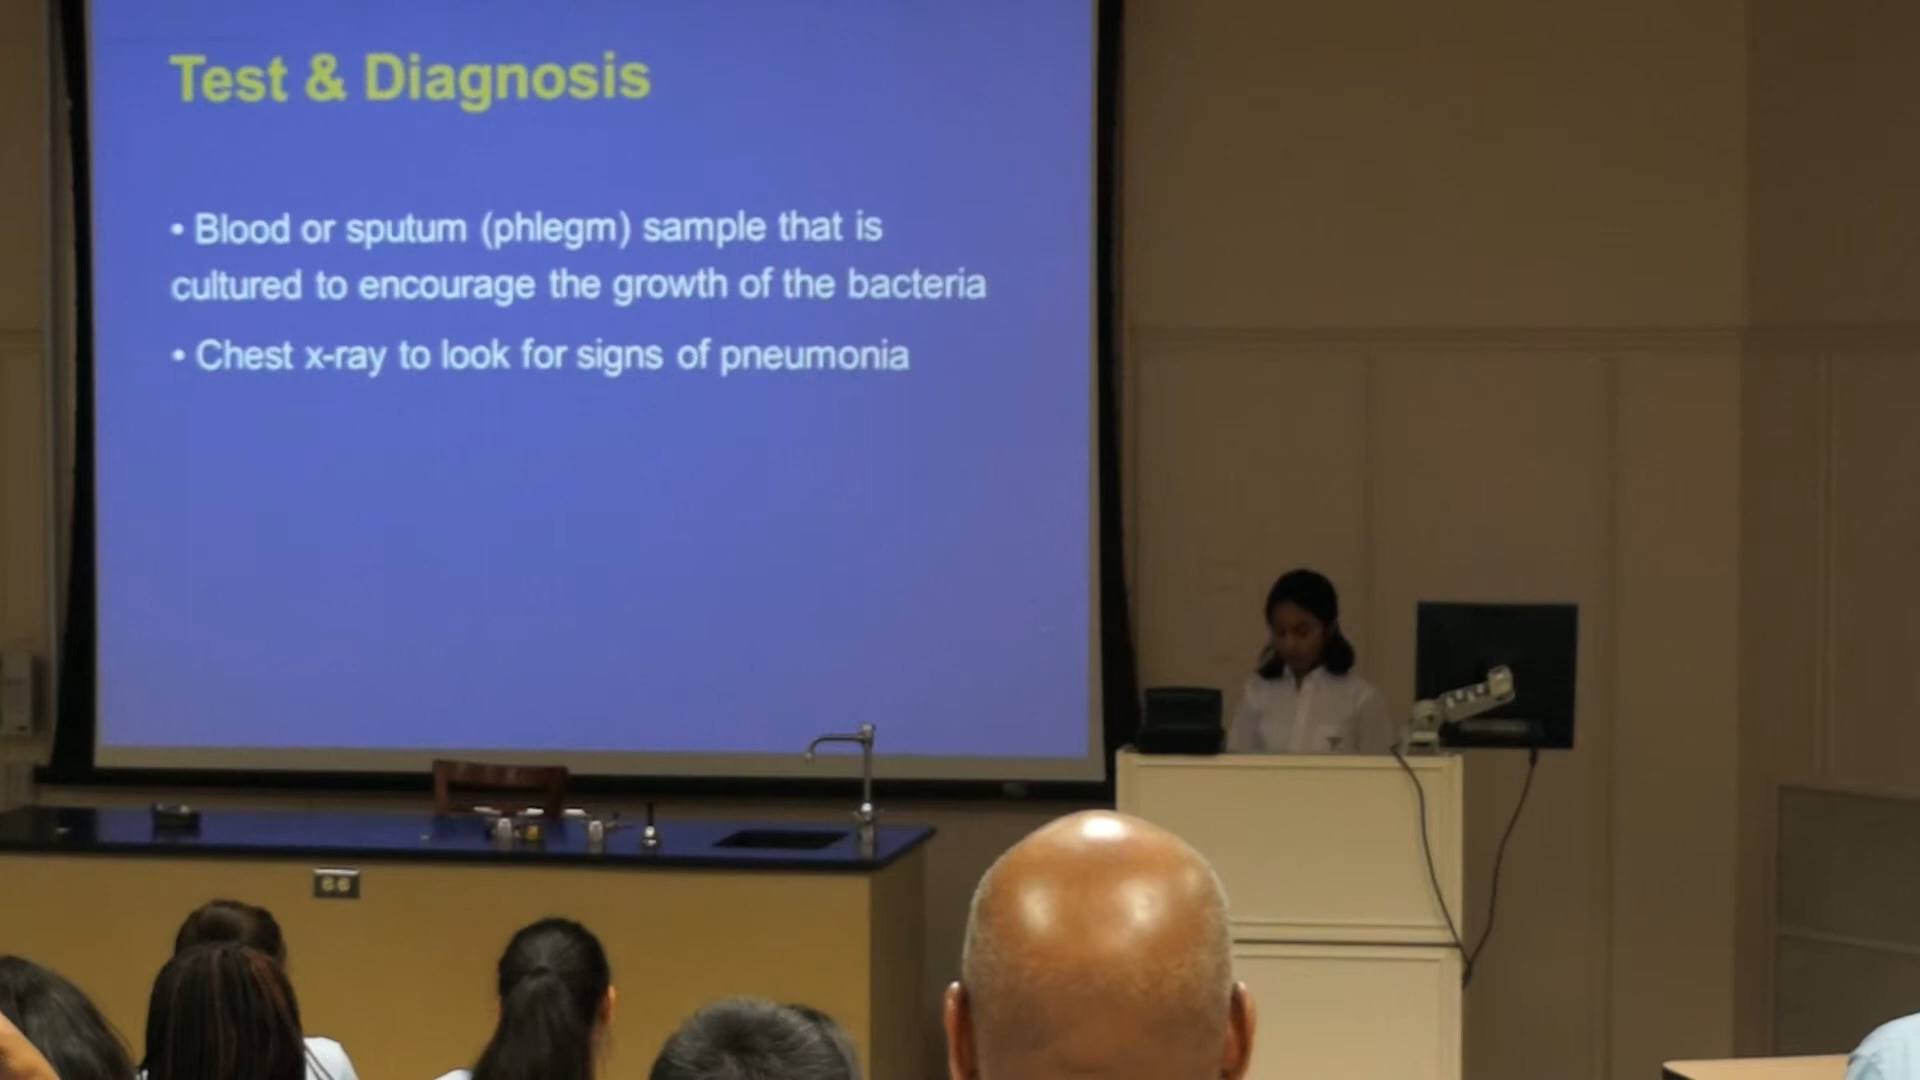 Test & Diagnosis
• Blood or sputum (phlegm) sample that is
cultured to encourage the growth of the bacteria
• Chest x-ray to look for signs of pneumonia